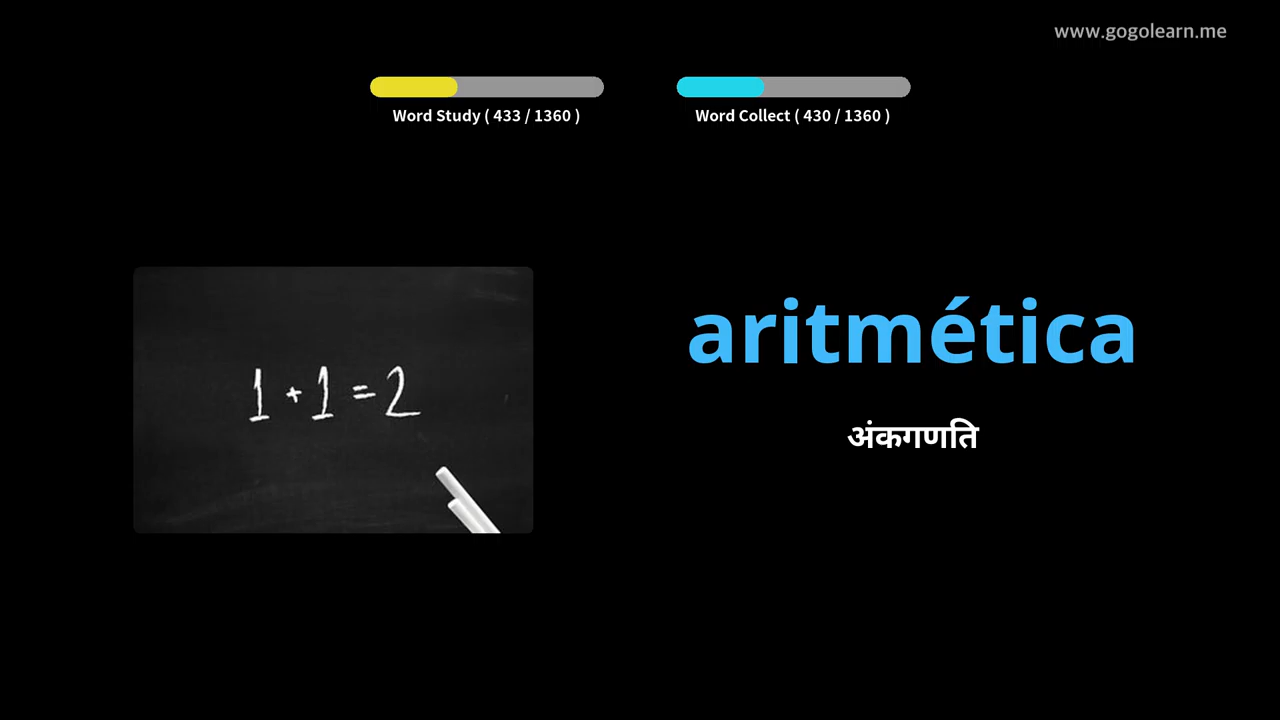 www.gogolearn.me
Word Study ( 433 / 1360 )
Word Collect ( 430 / 1360 )
aritmética
अंकगणति
1 + 1 = 2